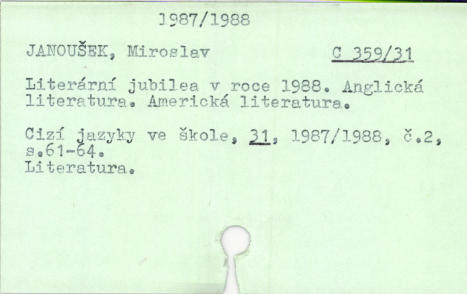 1987/1988
JANOUŠEK, Miroslav C 359/31
Literární jubilea v roce 1988. Anglická
literatura. Americká literatura.
Cizí jazyky ve škole, 31, 1987/1988, č.2,
s.61-64.
Literatura.